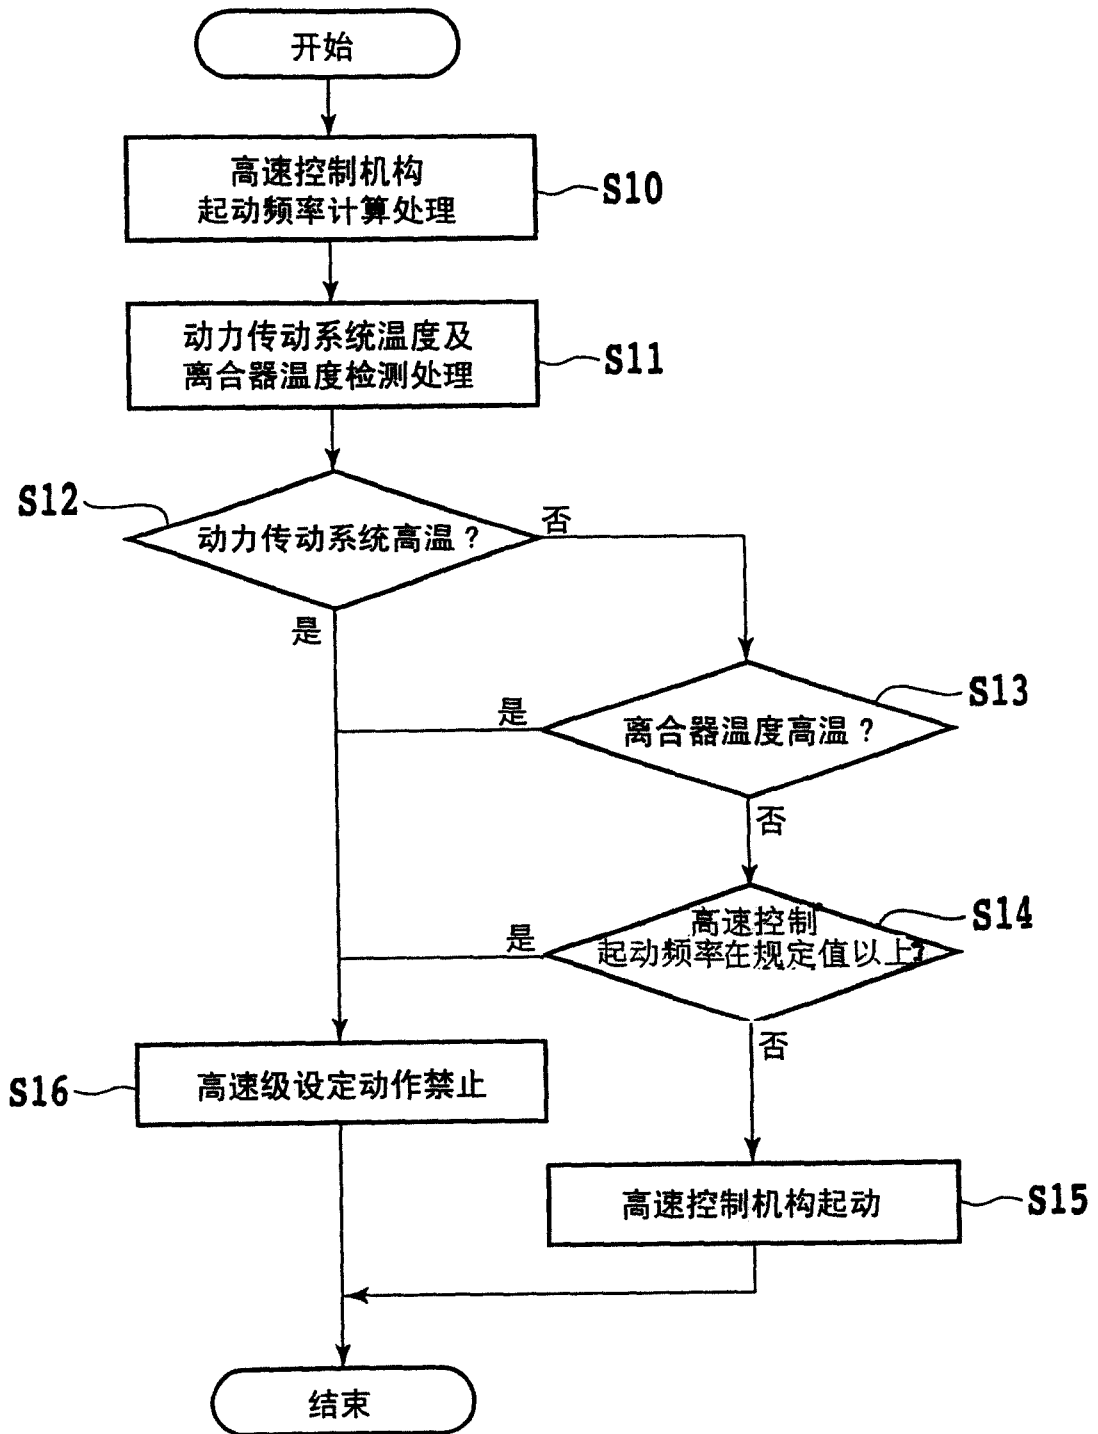 开始
高速控制机构
起动频率计算处理
S10
动力传动系统温度及
离合器温度检测处理
S11
S12
动力传动系统高温？
否
是
S13
离合器温度高温？
是
否
S14
高速控制
起动频率在规定值以上？
是
否
S16
高速级设定动作禁止
高速控制机构起动
S15
结束